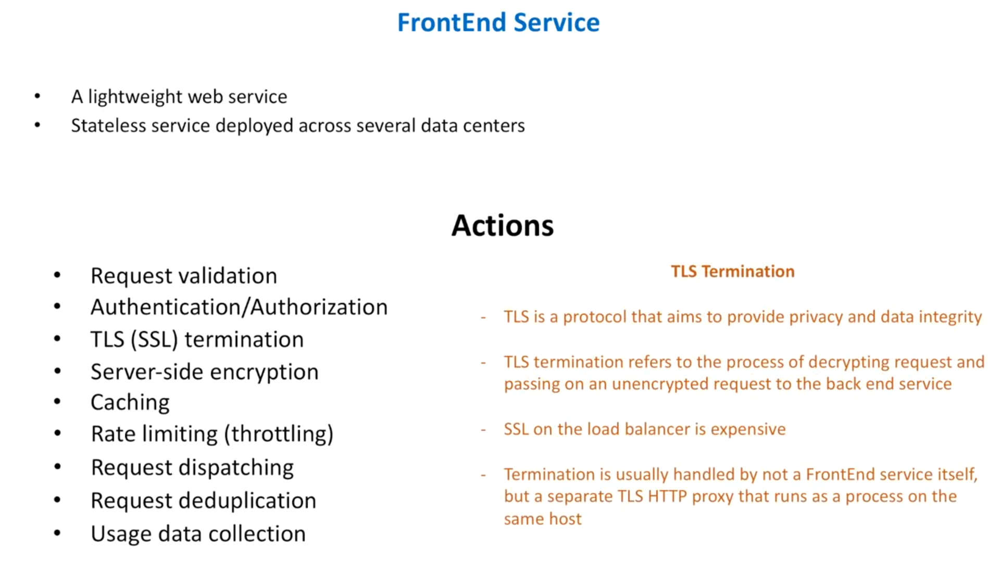 FrontEnd Service
• A lightweight web service
• Stateless service deployed across several data centers
Actions
• Request validation
• Authentication/Authorization
• TLS (SSL) termination
• Server-side encryption
• Caching
• Rate limiting (throttling)
• Request dispatching
• Request deduplication
• Usage data collection
TLS Termination
- TLS is a protocol that aims to provide privacy and data integrity
- TLS termination refers to the process of decrypting request and
passing on an unencrypted request to the back end service
- SSL on the load balancer is expensive
- Termination is usually handled by not a FrontEnd service itself,
but a separate TLS HTTP proxy that runs as a process on the
same host